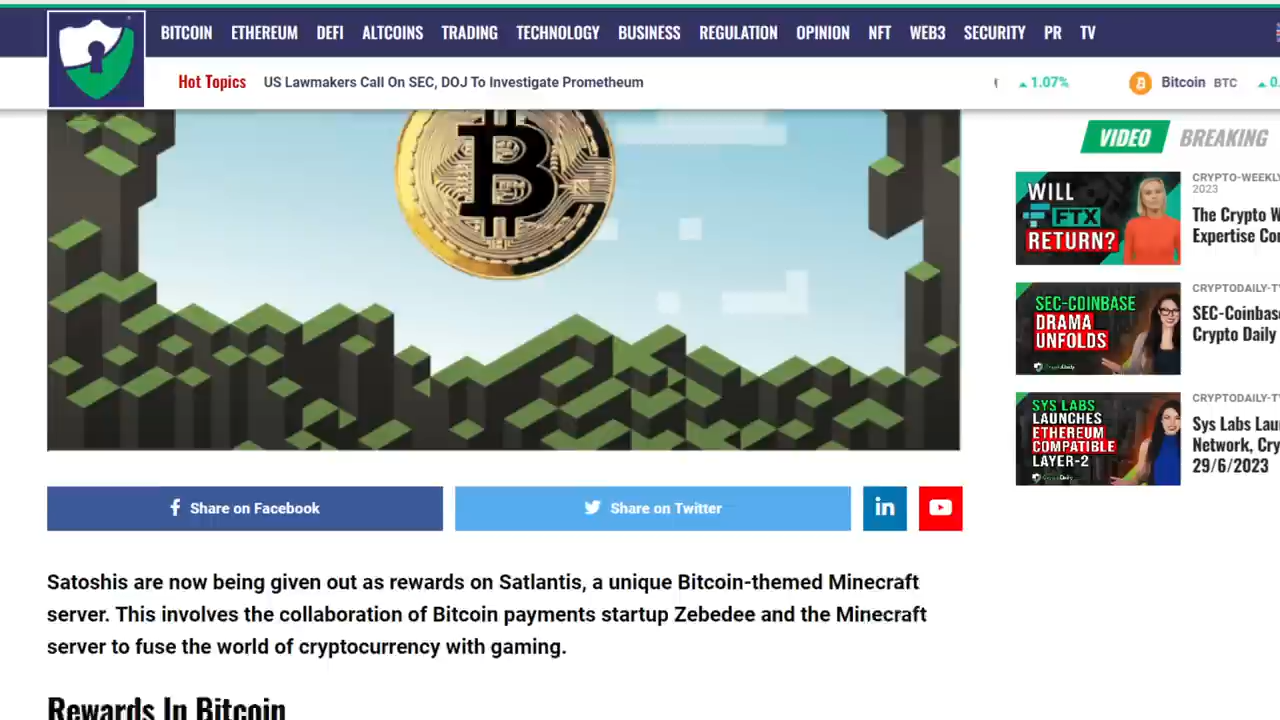 BITCOIN ETHEREUM DEFI ALTCOINS TRADING TECHNOLOGY BUSINESS REGULATION OPINION NFT WEB3 SECURITY PR TV
Hot Topics US Lawmakers Call On SEC, DOJ To Investigate Prometheum
1.07% Bitcoin BTC 0.
VIDEO BREAKING
WILL
FTX
RETURN?
CRYPTO-WEEKLY
2023
The Crypto W
Expertise Co
SEC-COINBASE
DRAMA
UNFOLDS
CryptoDaily
CRYPTODAILY-T
SEC-Coinbas
Crypto Daily
SYS LABS
LAUNCHES
ETHEREUM
COMPATIBLE
LAYER-2
CryptoDaily
CRYPTODAILY-T
Sys Labs Lau
Network, Cry
29/6/2023
Share on Facebook Share on Twitter in
Satoshis are now being given out as rewards on Satlantis, a unique Bitcoin-themed Minecraft
server. This involves the collaboration of Bitcoin payments startup Zebedee and the Minecraft
server to fuse the world of cryptocurrency with gaming.
Rewards In Bitcoin